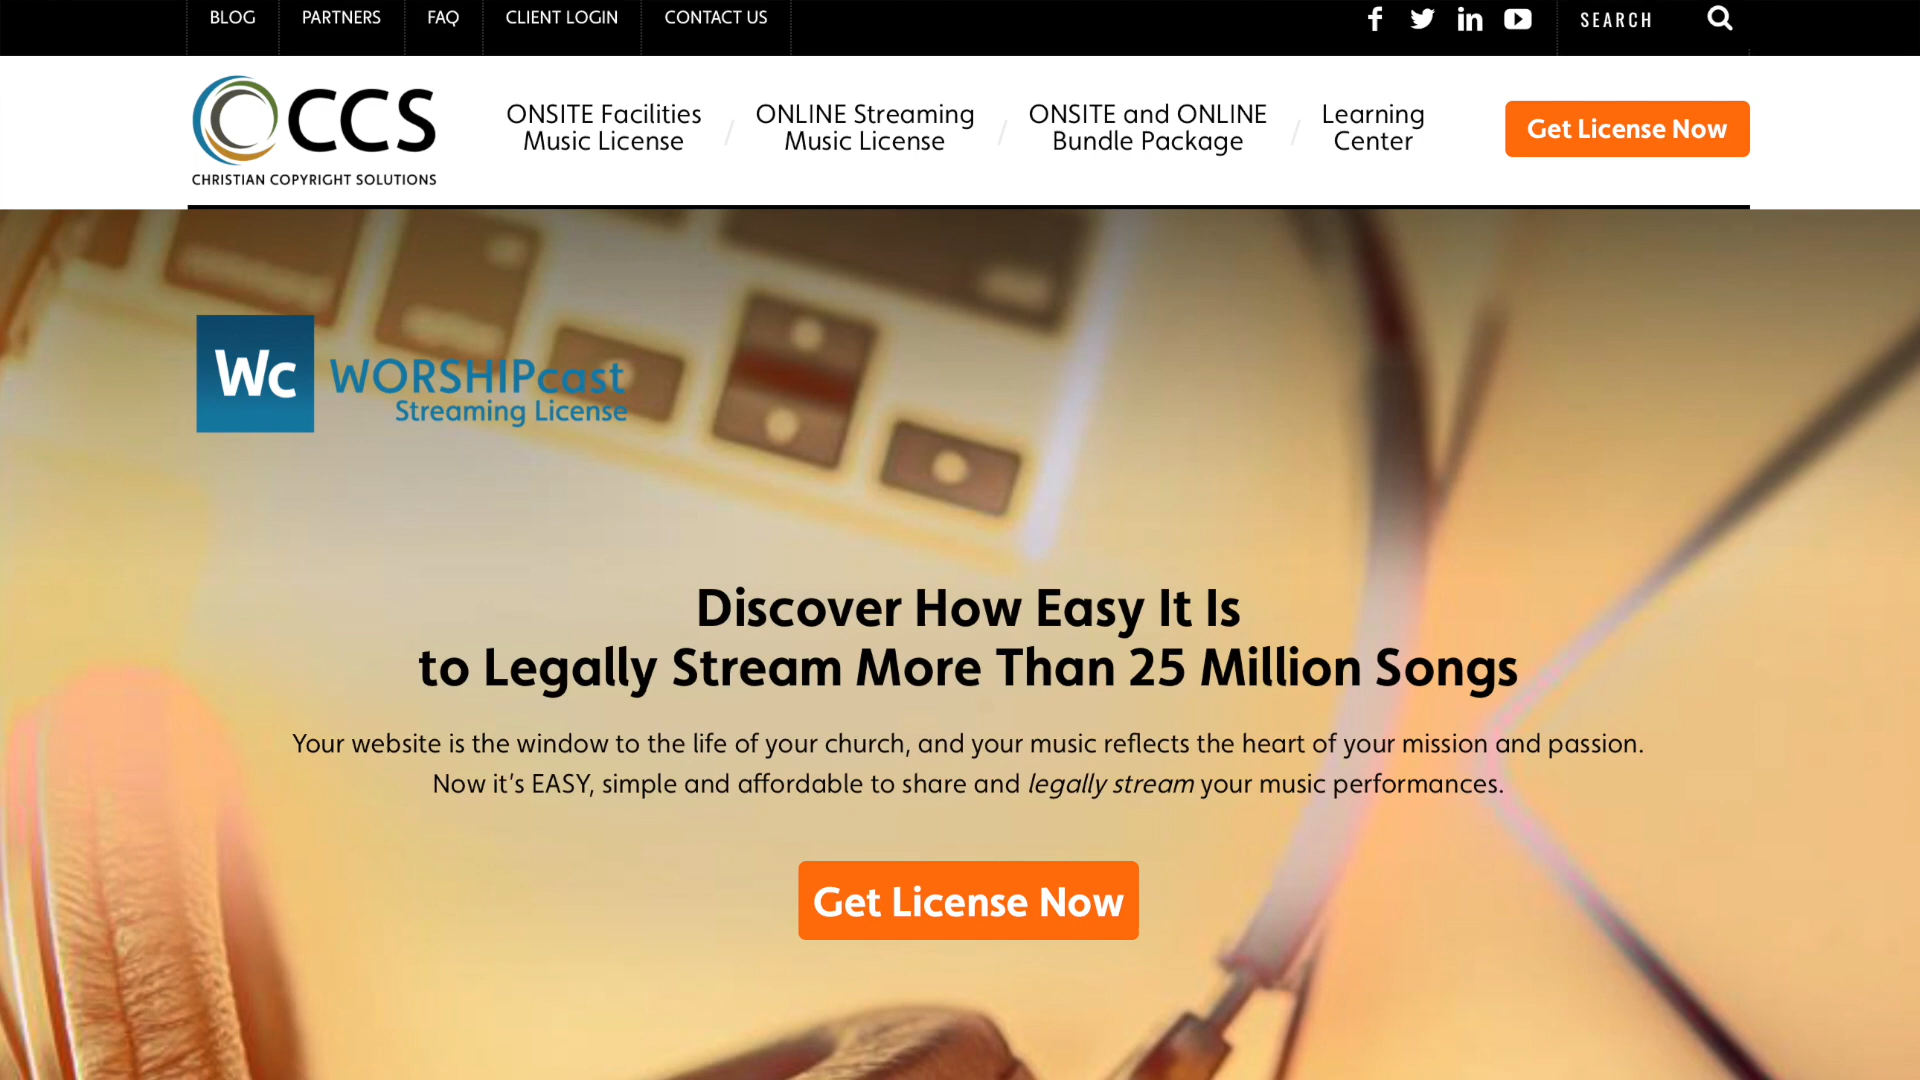 BLOG PARTNERS FAQ CLIENT LOGIN CONTACT US SEARCH
CCS
CHRISTIAN COPYRIGHT SOLUTIONS
ONSITE Facilities
Music License
ONLINE Streaming
Music License
ONSITE and ONLINE
Bundle Package
Learning
Center
Get License Now
Wc WORSHIPcast
Streaming License
Discover How Easy It Is
to Legally Stream More Than 25 Million Songs
Your website is the window to the life of your church, and your music reflects the heart of your mission and passion.
Now it’s EASY, simple and affordable to share and legally stream your music performances.
Get License Now